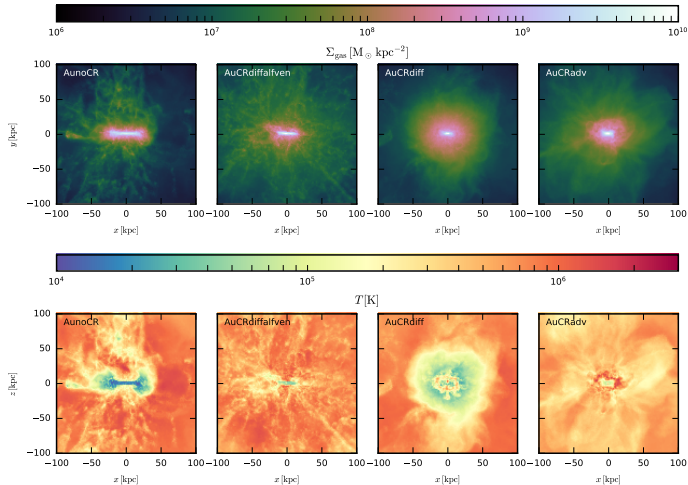 10^6 10^7 10^8 10^9 10^10
Σ_gas [M_⊙ kpc^−2]
AunoCR AuCRdiffalfven AuCRdiff AuCRadv
100
50
0
−50
−100
y [kpc]
−100 −50 0 50 100 −100 −50 0 50 100 −100 −50 0 50 100 −100 −50 0 50 100
x [kpc] x [kpc] x [kpc] x [kpc]
10^4 10^5 10^6
T [K]
AunoCR AuCRdiffalfven AuCRdiff AuCRadv
100
50
0
−50
−100
z [kpc]
−100 −50 0 50 100 −100 −50 0 50 100 −100 −50 0 50 100 −100 −50 0 50 100
x [kpc] x [kpc] x [kpc] x [kpc]